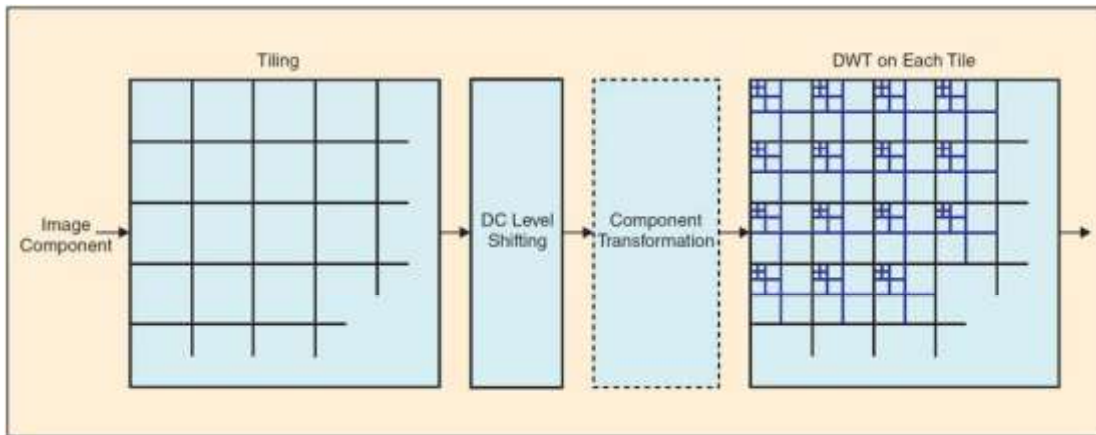 Tiling
DWT on Each Tile
Image
Component
DC Level
Shifting
Component
Transformation